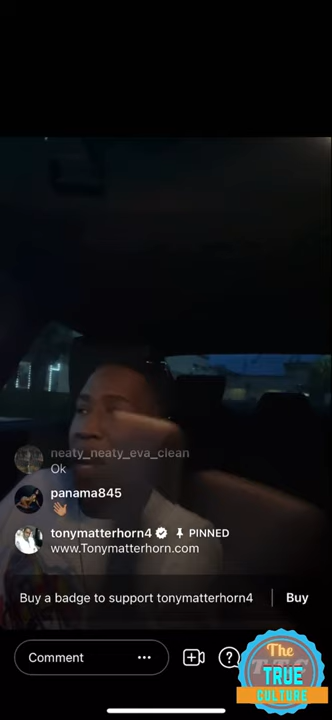 neaty_neaty_eva_clean
Ok
panama845
👋🏽
tonymatterhorn4 PINNED
www.Tonymatterhorn.com
Buy a badge to support tonymatterhorn4 Buy
Comment
The
TRUE
CULTURE